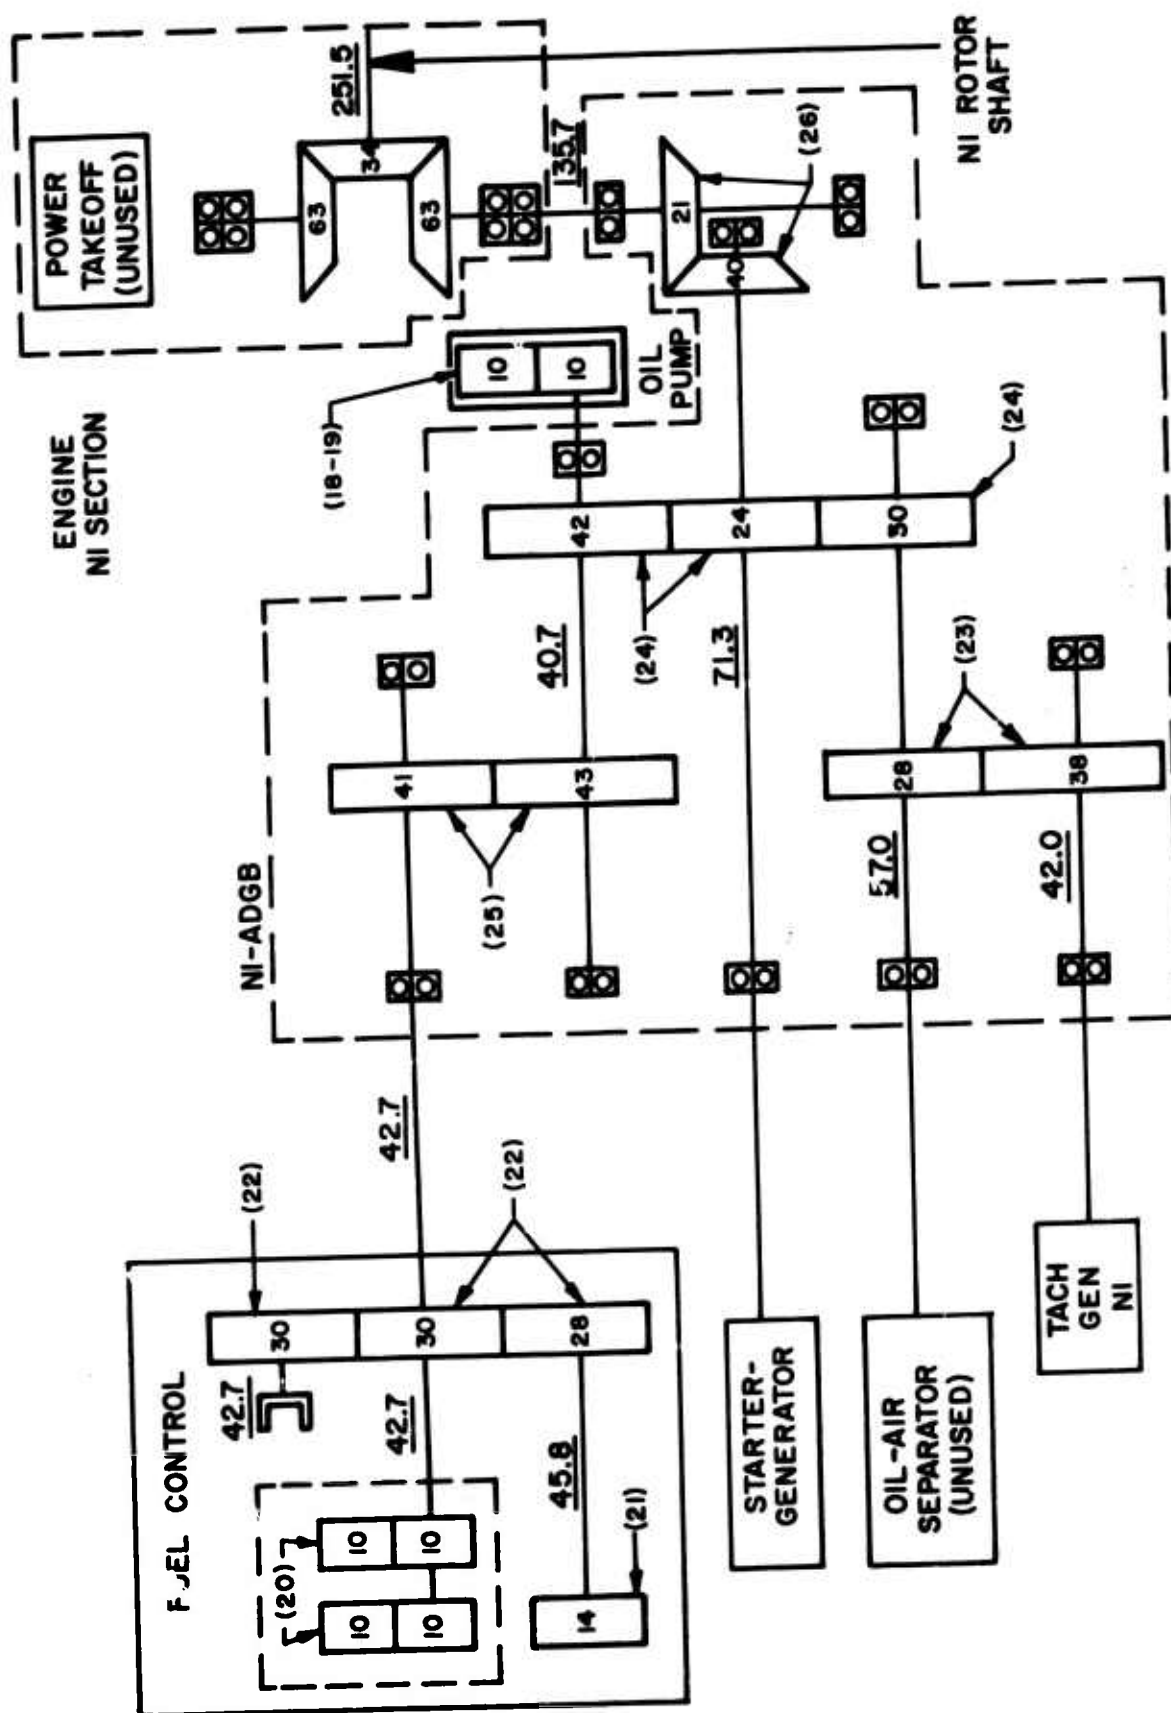 POWER
TAKEOFF
(UNUSED)
251.5
34
63
63
ENGINE
NI SECTION
135.7
21
40
(26)
NI ROTOR
SHAFT
(18-19)
10
10
OIL
PUMP
42
24
30
(24)
(24)
40.7
71.3
41
43
(25)
28
38
(23)
57.0
42.0
NI-ADGB
42.7
(22)
(22)
FUEL CONTROL
30
30
28
42.7
42.7
45.8
(20)
10
10
10
10
14
(21)
STARTER-
GENERATOR
OIL-AIR
SEPARATOR
(UNUSED)
TACH
GEN
NI